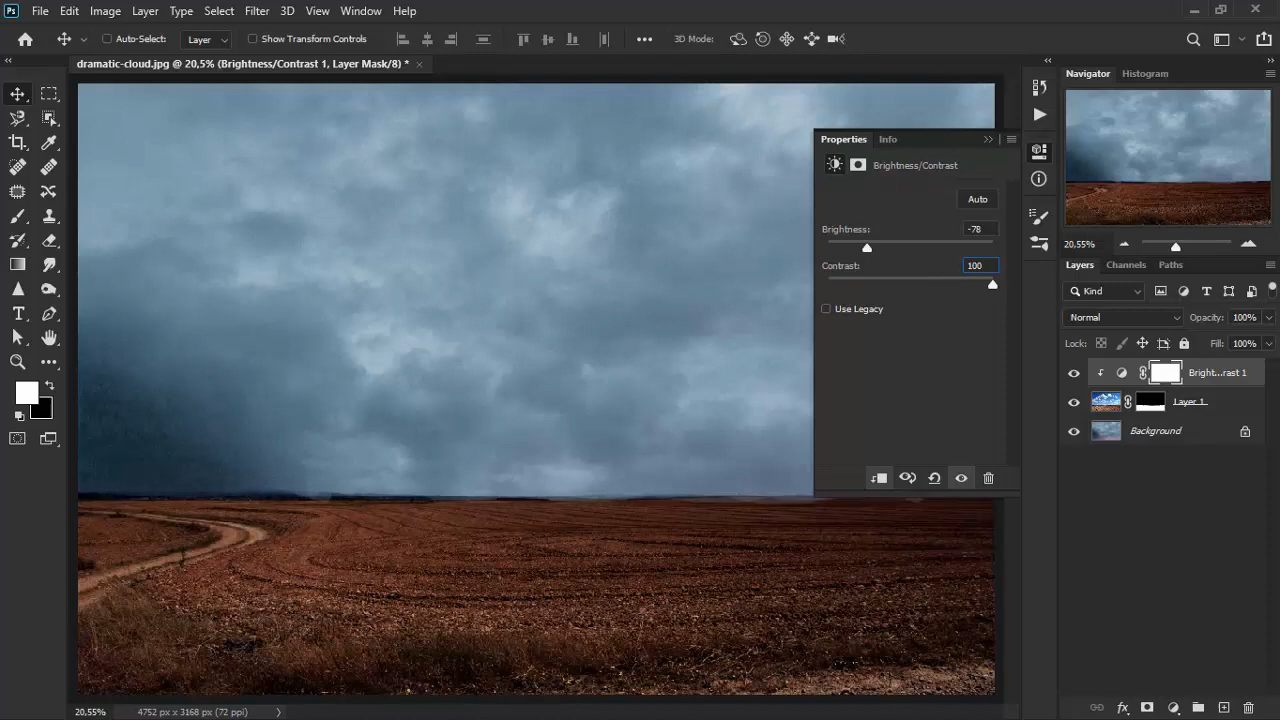 Ps File Edit Image Layer Type Select Filter 3D View Window Help
Auto-Select: Layer Show Transform Controls 3D Mode:
dramatic-cloud.jpg @ 20,5% (Brightness/Contrast 1, Layer Mask/8) *
Navigator Histogram
Properties Info
Brightness/Contrast
Auto
Brightness: -78
Contrast: 100
Use Legacy
20,55%
Layers Channels Paths
Kind
Normal Opacity: 100%
Lock: Fill: 100%
Bright...rast 1
Layer 1
Background
20,55% 4752 px x 3168 px (72 ppi)